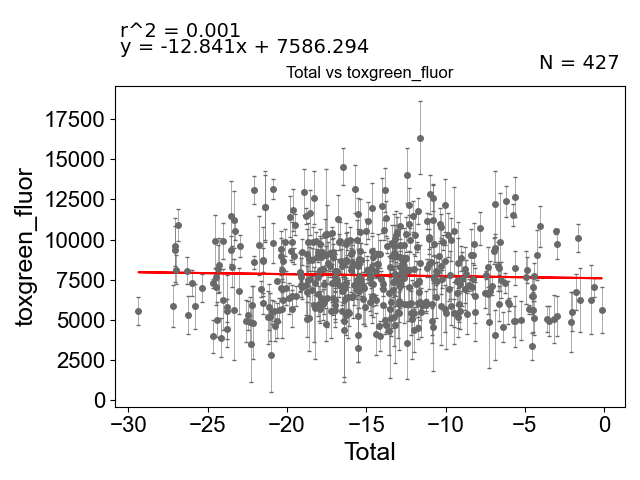 r^2 = 0.001
y = -12.841x + 7586.294
N = 427
Total vs toxgreen_fluor
17500
15000
12500
10000
7500
5000
2500
0
toxgreen_fluor
−30
−25
−20
−15
−10
−5
0
Total